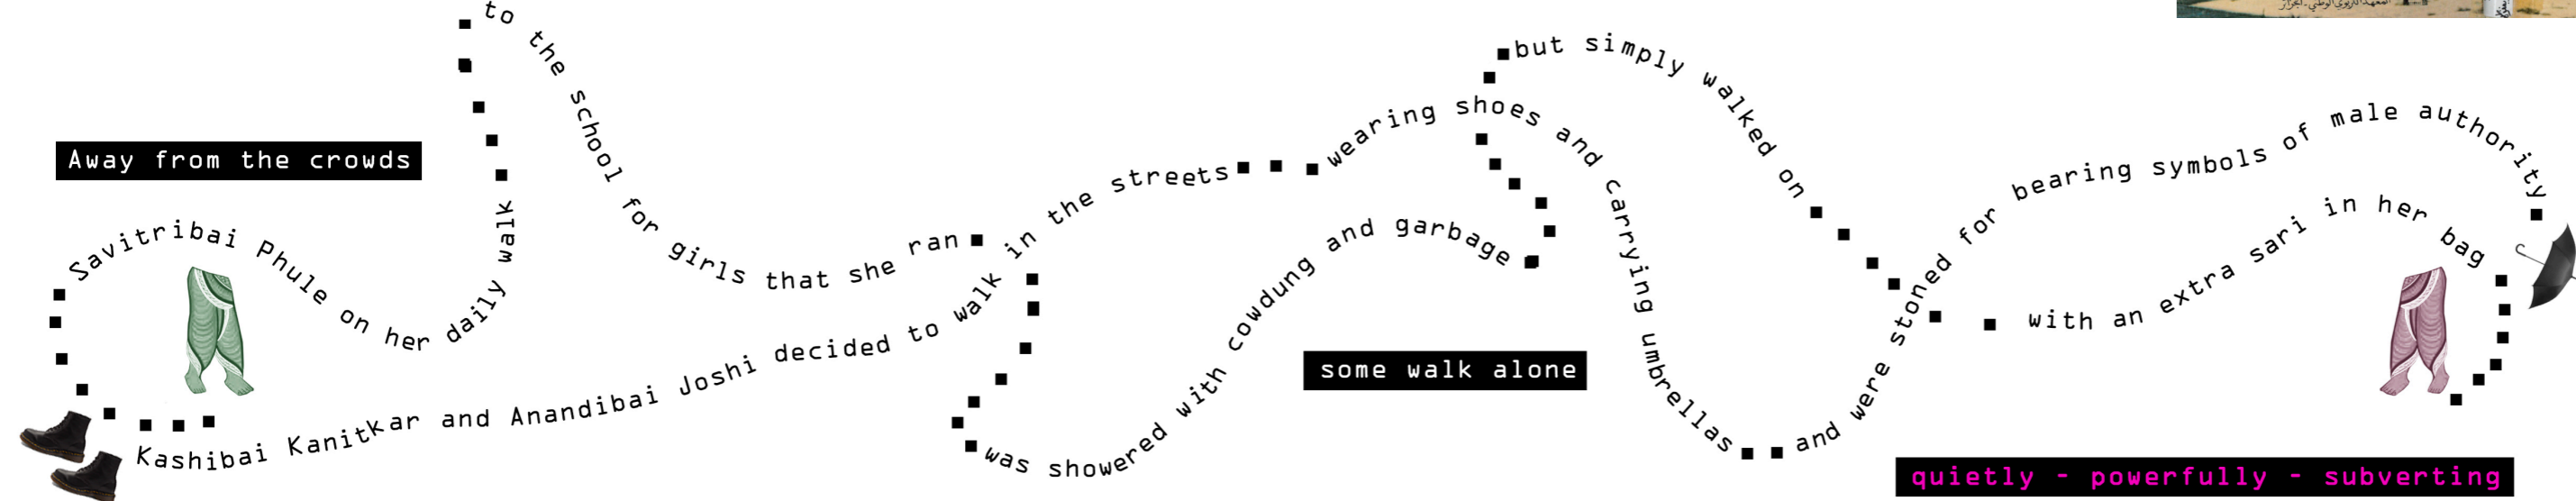 Away from the crowds
Savitribai Phule on her daily walk
to the school for girls that she ran
was showered with cowdung and garbage
but simply walked on
with an extra sari in her bag
Kashibai Kanitkar and Anandibai Joshi decided to walk in the streets
wearing shoes and carrying umbrellas
and were stoned for bearing symbols of male authority
some walk alone
quietly - powerfully - subverting